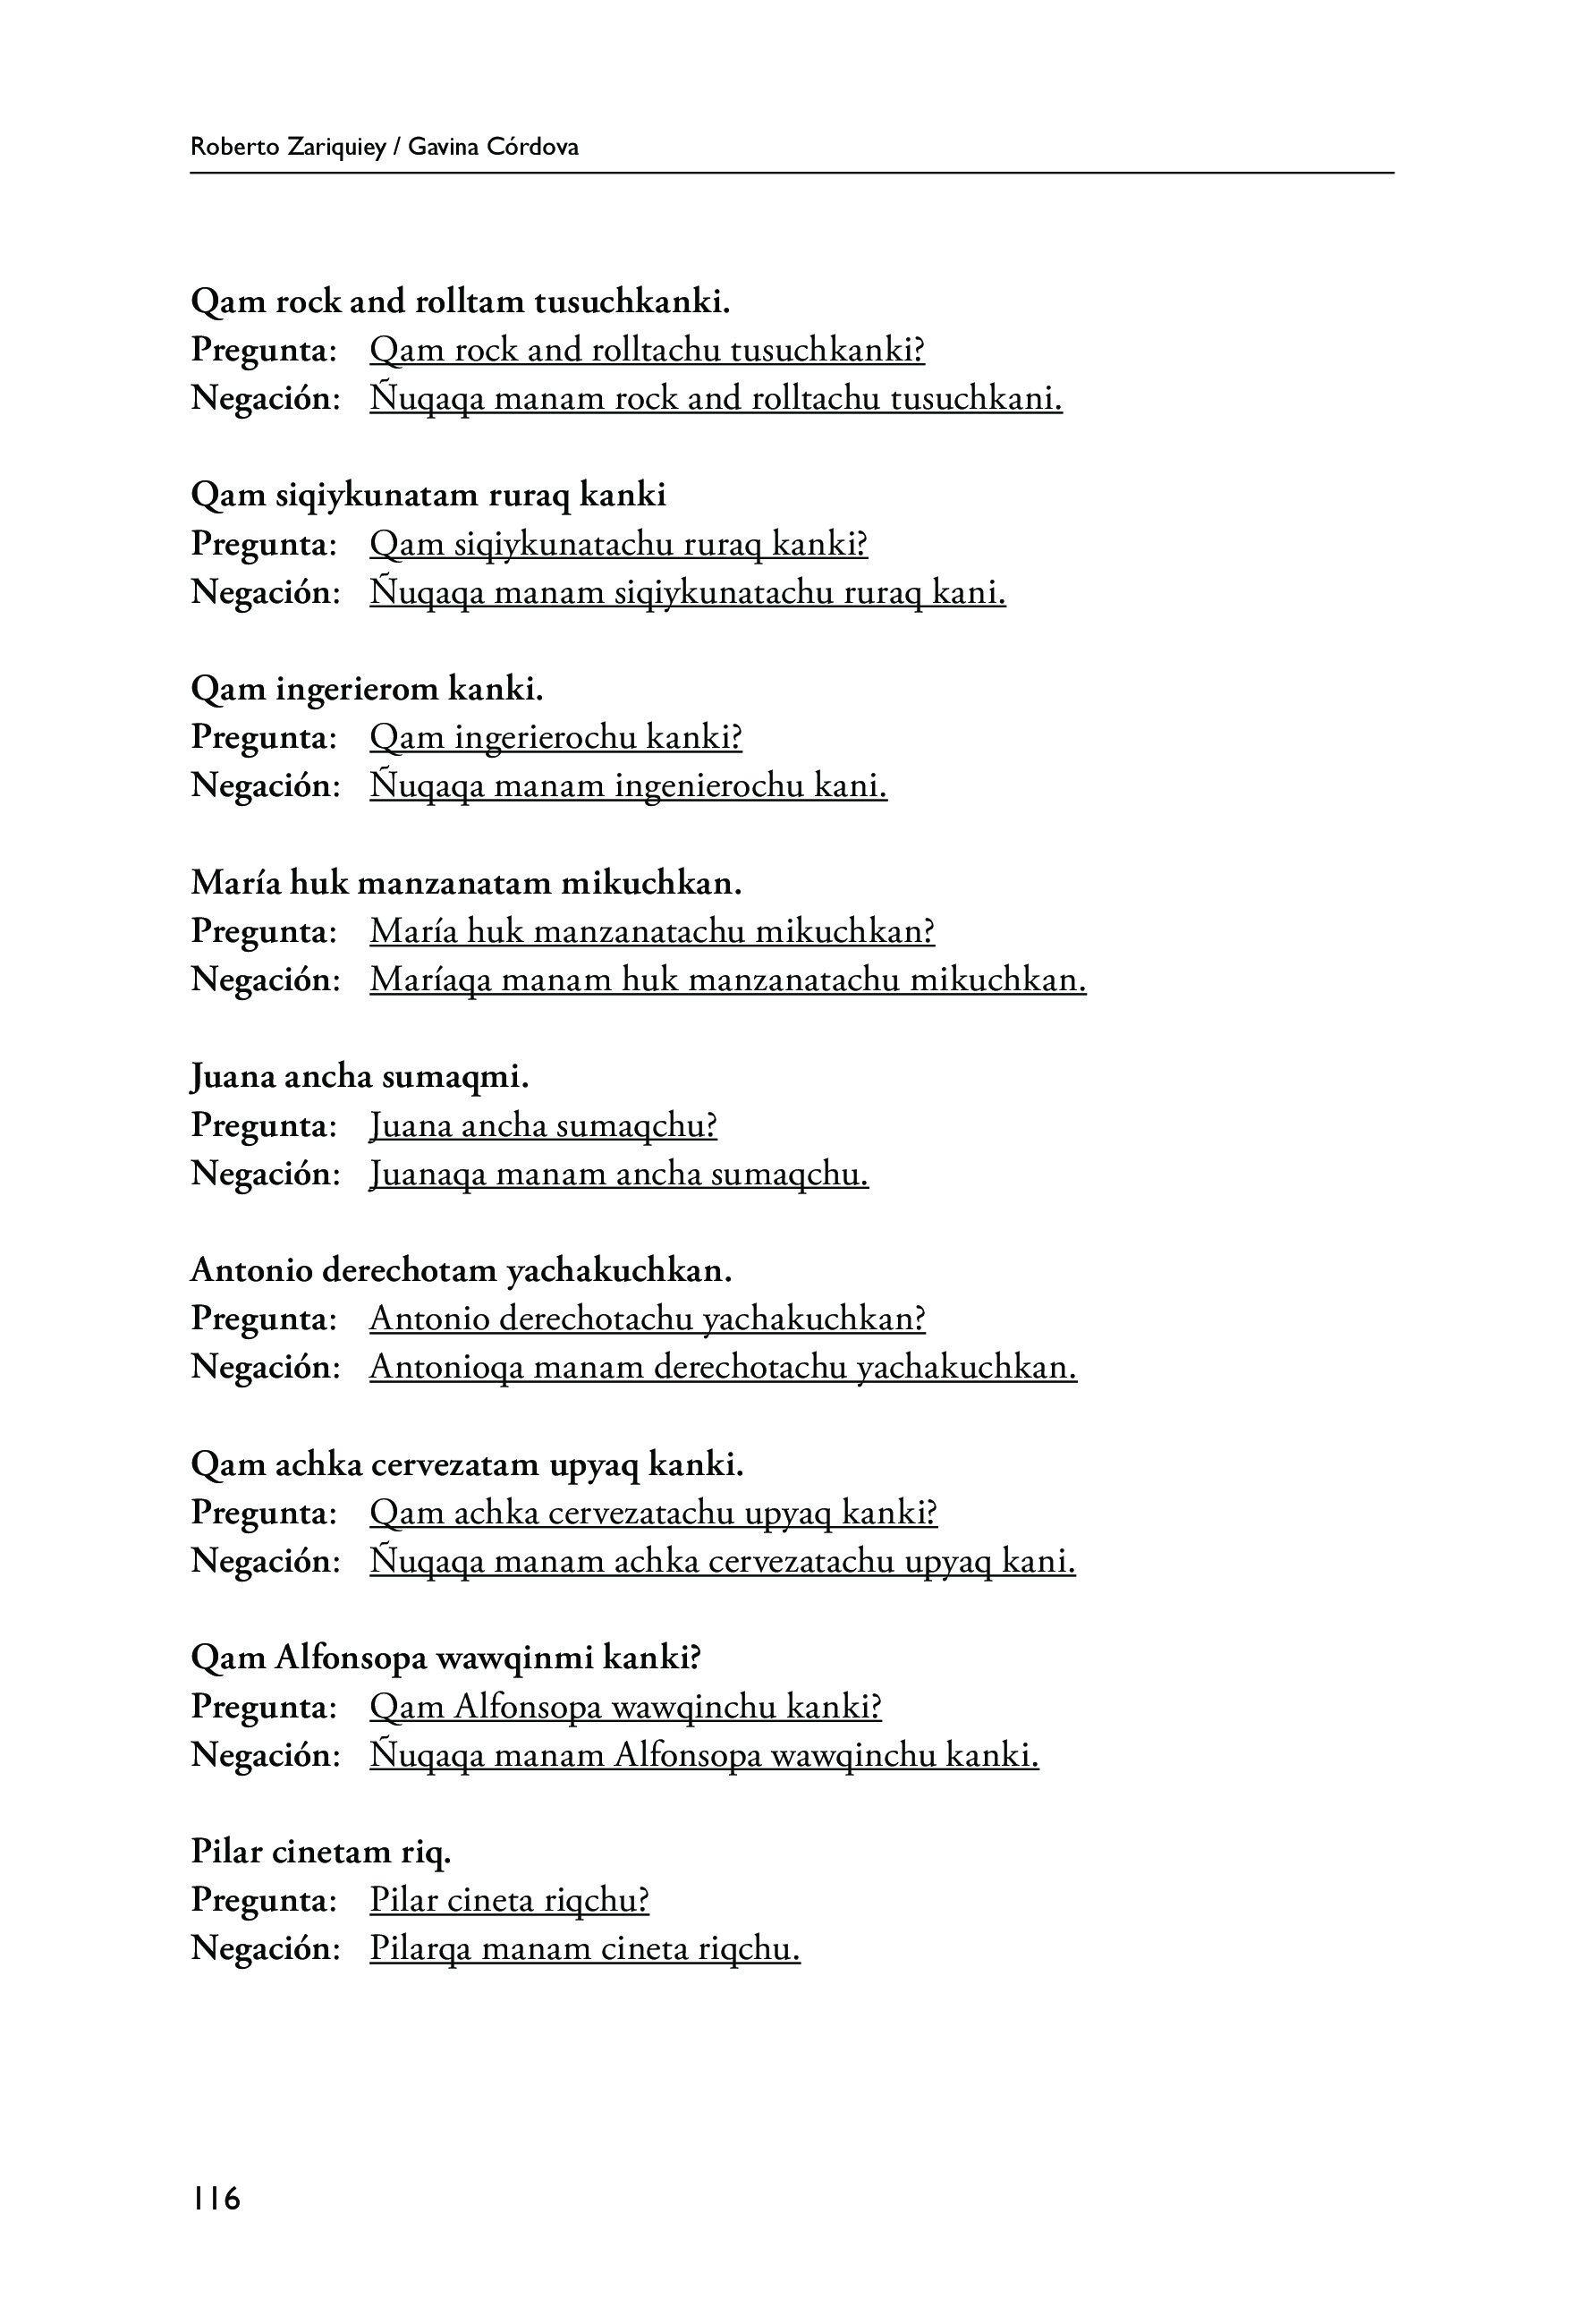 Roberto Zariquiey / Gavina Córdova
Qam rock and rolltam tusuchkanki.
Pregunta: Qam rock and rolltachu tusuchkanki?
Negación: Ñuqaqa manam rock and rolltachu tusuchkani.
Qam siqiykunatam ruraq kanki
Pregunta: Qam siqiykunatachu ruraq kanki?
Negación: Ñuqaqa manam siqiykunatachu ruraq kani.
Qam ingerierom kanki.
Pregunta: Qam ingerierochu kanki?
Negación: Ñuqaqa manam ingenierochu kani.
María huk manzanatam mikuchkan.
Pregunta: María huk manzanatachu mikuchkan?
Negación: Maríaqa manam huk manzanatachu mikuchkan.
Juana ancha sumaqmi.
Pregunta: Juana ancha sumaqchu?
Negación: Juanaqa manam ancha sumaqchu.
Antonio derechotam yachakuchkan.
Pregunta: Antonio derechotachu yachakuchkan?
Negación: Antonioqa manam derechotachu yachakuchkan.
Qam achka cervezatam upyaq kanki.
Pregunta: Qam achka cervezatachu upyaq kanki?
Negación: Ñuqaqa manam achka cervezatachu upyaq kani.
Qam Alfonsopa wawqinmi kanki?
Pregunta: Qam Alfonsopa wawqinchu kanki?
Negación: Ñuqaqa manam Alfonsopa wawqinchu kanki.
Pilar cinetam riq.
Pregunta: Pilar cineta riqchu?
Negación: Pilarqa manam cineta riqchu.
116